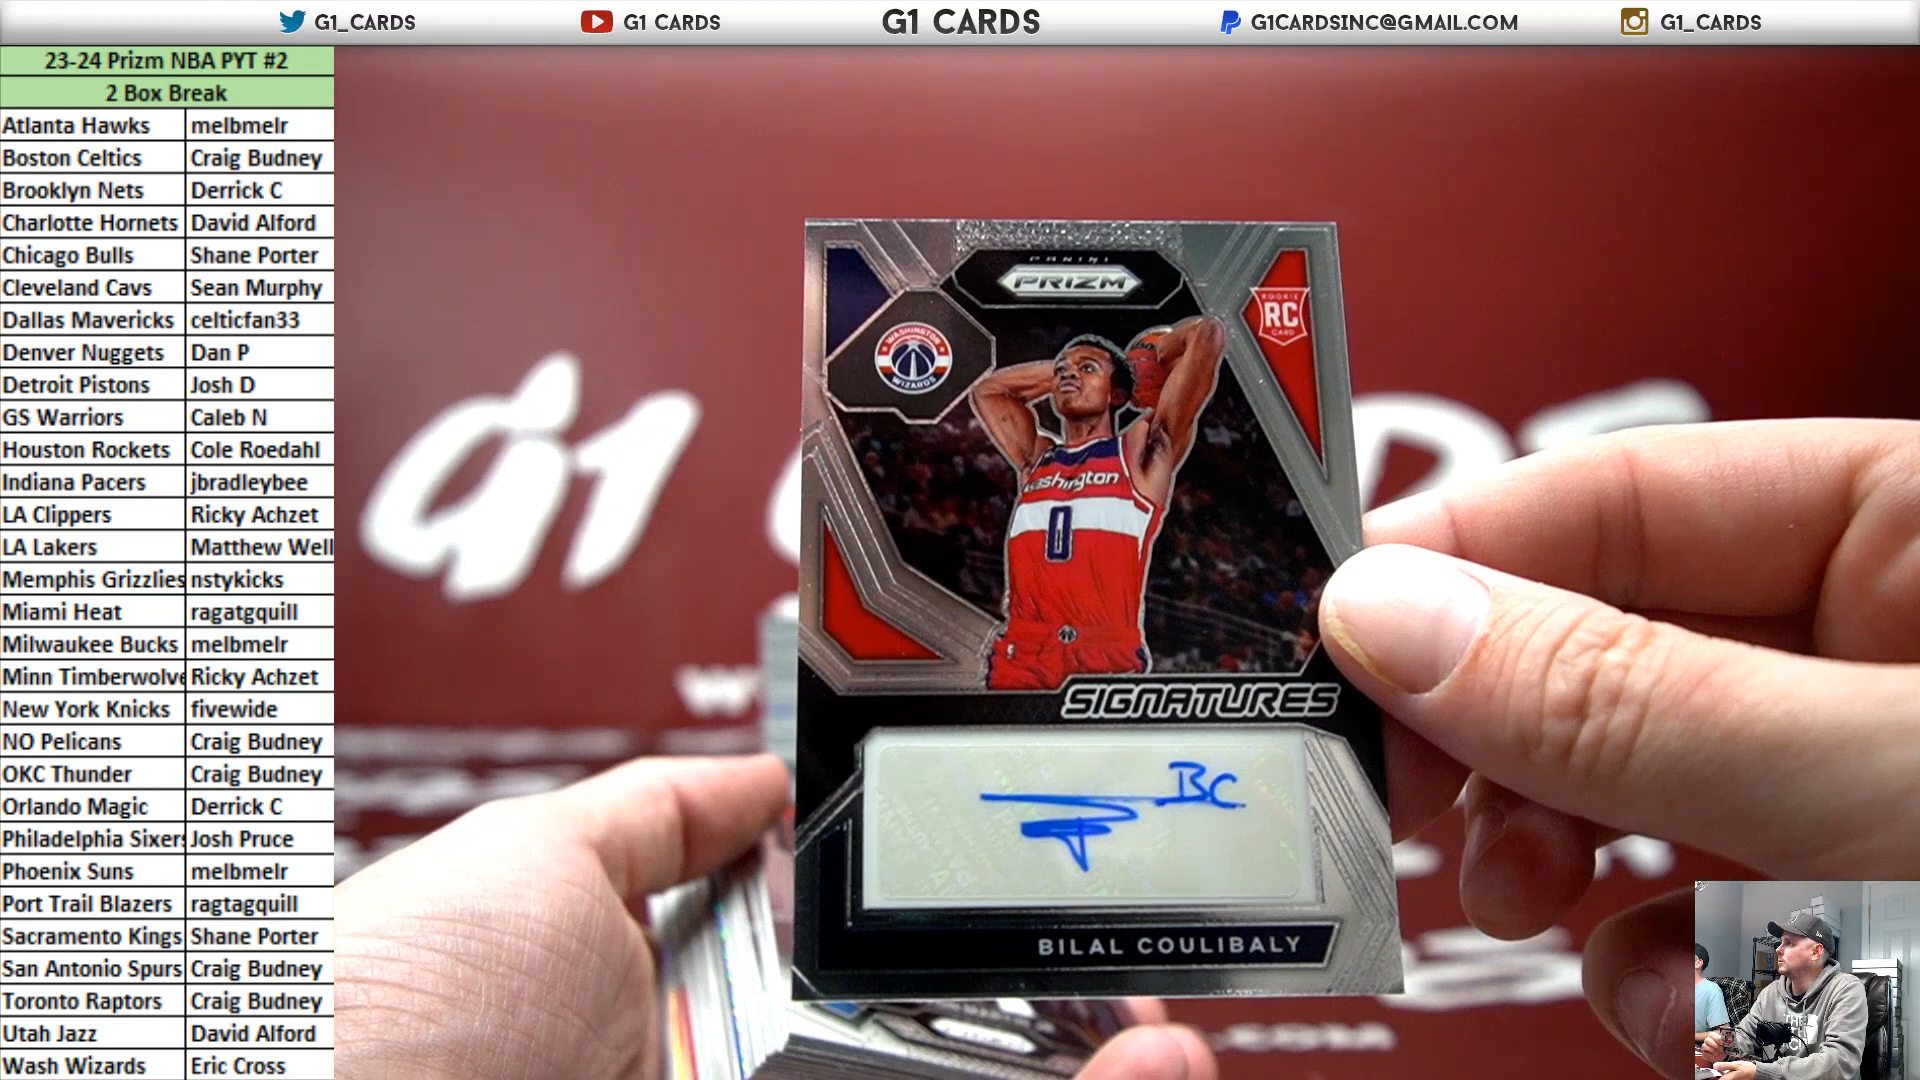 G1_CARDS G1 CARDS G1 CARDS G1CARDSINC@GMAIL.COM G1_CARDS
23-24 Prizm NBA PYT #2
2 Box Break
Atlanta Hawks melbmelr
Boston Celtics Craig Budney
Brooklyn Nets Derrick C
Charlotte Hornets David Alford
Chicago Bulls Shane Porter
Cleveland Cavs Sean Murphy
Dallas Mavericks celticfan33
Denver Nuggets Dan P
Detroit Pistons Josh D
GS Warriors Caleb N
Houston Rockets Cole Roedahl
Indiana Pacers jbradleybee
LA Clippers Ricky Achzet
LA Lakers Matthew Well
Memphis Grizzlies nstykicks
Miami Heat ragatgquill
Milwaukee Bucks melbmelr
Minn Timberwolve Ricky Achzet
New York Knicks fivewide
NO Pelicans Craig Budney
OKC Thunder Craig Budney
Orlando Magic Derrick C
Philadelphia Sixers Josh Pruce
Phoenix Suns melbmelr
Port Trail Blazers ragtagquill
Sacramento Kings Shane Porter
San Antonio Spurs Craig Budney
Toronto Raptors Craig Budney
Utah Jazz David Alford
Wash Wizards Eric Cross
PANINI
PRIZM
ROOKIE
RC
CARD
WASHINGTON
WIZARDS
Washington
0
SIGNATURES
BC
BILAL COULIBALY
G1